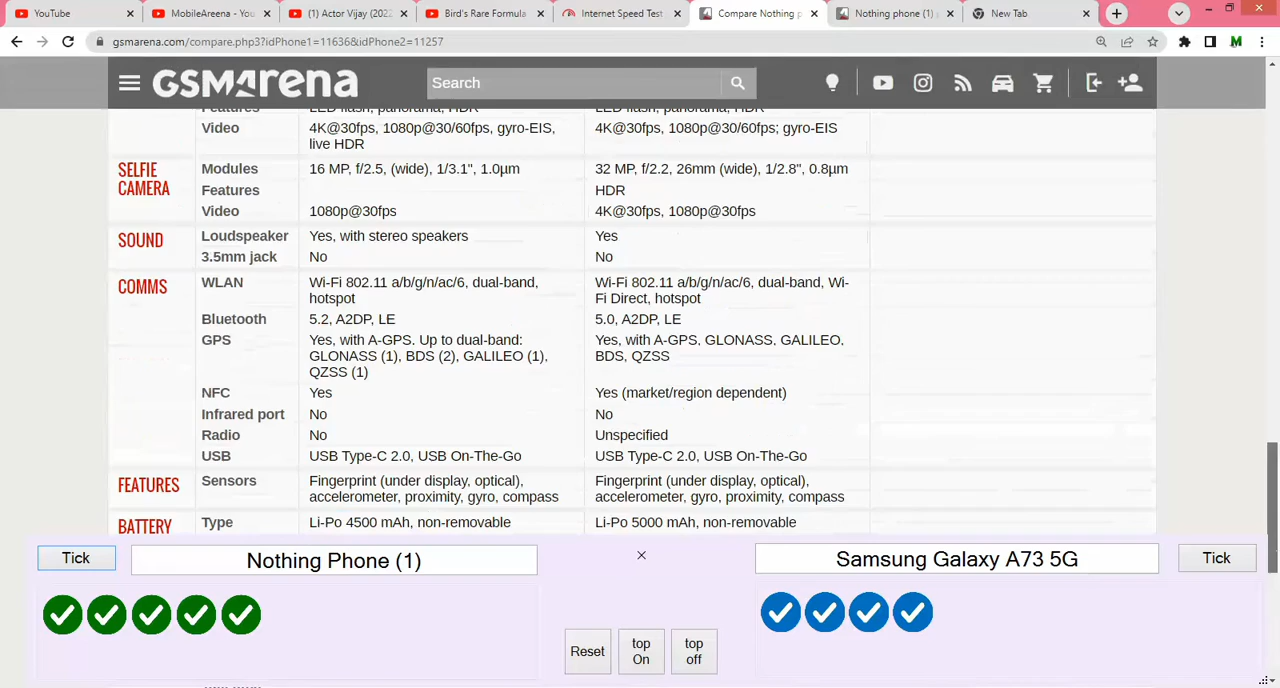 YouTube
MobileAreena - You
(1) Actor Vijay (2022
Bird's Rare Formula
Internet Speed Test
Compare Nothing p
Nothing phone (1)
New Tab
gsmarena.com/compare.php3?idPhone1=11636&idPhone2=11257
M
GSMArena
Search
Features LED flash, panorama, HDR LED flash, panorama, HDR
Video 4K@30fps, 1080p@30/60fps, gyro-EIS, 4K@30fps, 1080p@30/60fps; gyro-EIS
live HDR
SELFIE Modules 16 MP, f/2.5, (wide), 1/3.1", 1.0µm 32 MP, f/2.2, 26mm (wide), 1/2.8", 0.8µm
CAMERA Features HDR
Video 1080p@30fps 4K@30fps, 1080p@30fps
SOUND Loudspeaker Yes, with stereo speakers Yes
3.5mm jack No No
COMMS WLAN Wi-Fi 802.11 a/b/g/n/ac/6, dual-band, Wi-Fi 802.11 a/b/g/n/ac/6, dual-band, Wi-
hotspot Fi Direct, hotspot
Bluetooth 5.2, A2DP, LE 5.0, A2DP, LE
GPS Yes, with A-GPS. Up to dual-band: Yes, with A-GPS, GLONASS, GALILEO,
GLONASS (1), BDS (2), GALILEO (1), BDS, QZSS
QZSS (1)
NFC Yes Yes (market/region dependent)
Infrared port No No
Radio No Unspecified
USB USB Type-C 2.0, USB On-The-Go USB Type-C 2.0, USB On-The-Go
FEATURES Sensors Fingerprint (under display, optical), Fingerprint (under display, optical),
accelerometer, proximity, gyro, compass accelerometer, gyro, proximity, compass
BATTERY Type Li-Po 4500 mAh, non-removable Li-Po 5000 mAh, non-removable
Tick Nothing Phone (1) Samsung Galaxy A73 5G Tick
Reset top On top off